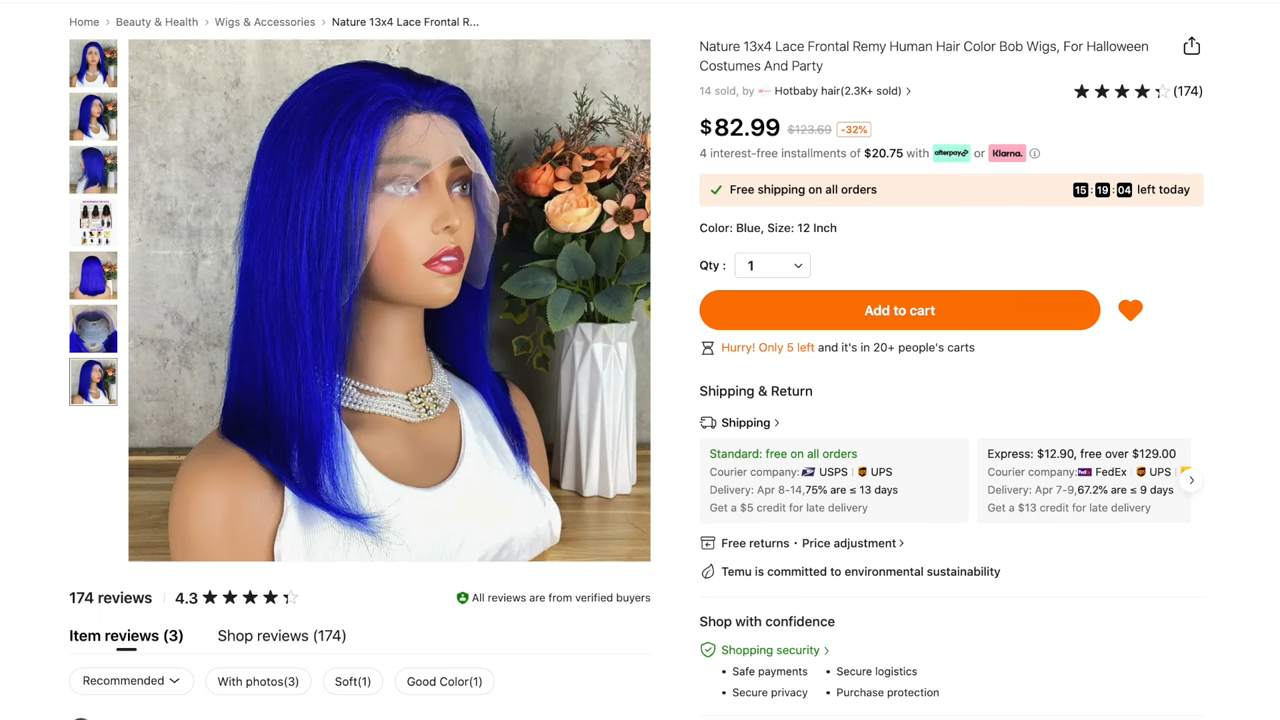 Home > Beauty & Health > Wigs & Accessories > Nature 13x4 Lace Frontal R...
Nature 13x4 Lace Frontal Remy Human Hair Color Bob Wigs, For Halloween
Costumes And Party
14 sold, by Hotbaby hair(2.3K+ sold) >
(174)
$82.99 $123.69 -32%
4 interest-free installments of $20.75 with afterpay or Klarna.
Free shipping on all orders
15 : 19 : 04 left today
Color: Blue, Size: 12 Inch
Qty : 1
Add to cart
Hurry! Only 5 left and it's in 20+ people's carts
Shipping & Return
Shipping >
Standard: free on all orders
Courier company: USPS | UPS
Delivery: Apr 8-14,75% are ≤ 13 days
Get a $5 credit for late delivery
Express: $12.90, free over $129.00
Courier company: FedEx | UPS |
Delivery: Apr 7-9,67.2% are ≤ 9 days
Get a $13 credit for late delivery
Free returns · Price adjustment >
Temu is committed to environmental sustainability
Shop with confidence
Shopping security >
• Safe payments • Secure logistics
• Secure privacy • Purchase protection
174 reviews | 4.3
All reviews are from verified buyers
Item reviews (3)
Shop reviews (174)
Recommended
With photos(3)
Soft(1)
Good Color(1)